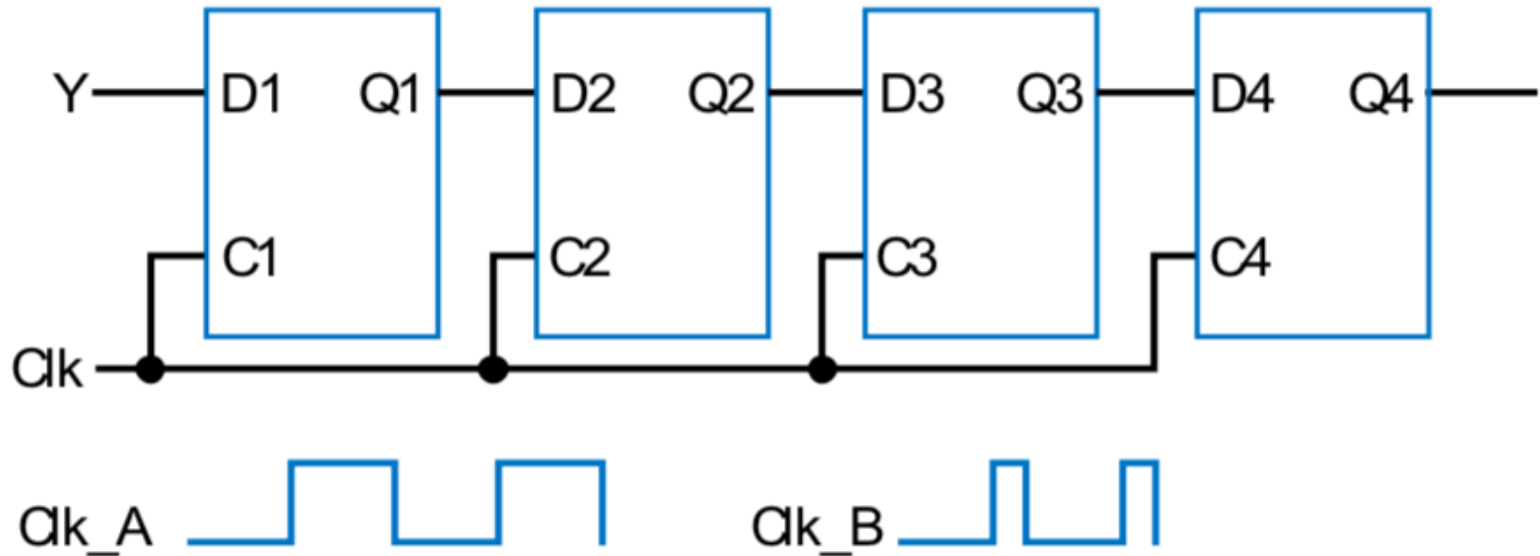 Y D1 Q1 D2 Q2 D3 Q3 D4 Q4
C1 C2 C3 C4
Clk
Clk_A Clk_B